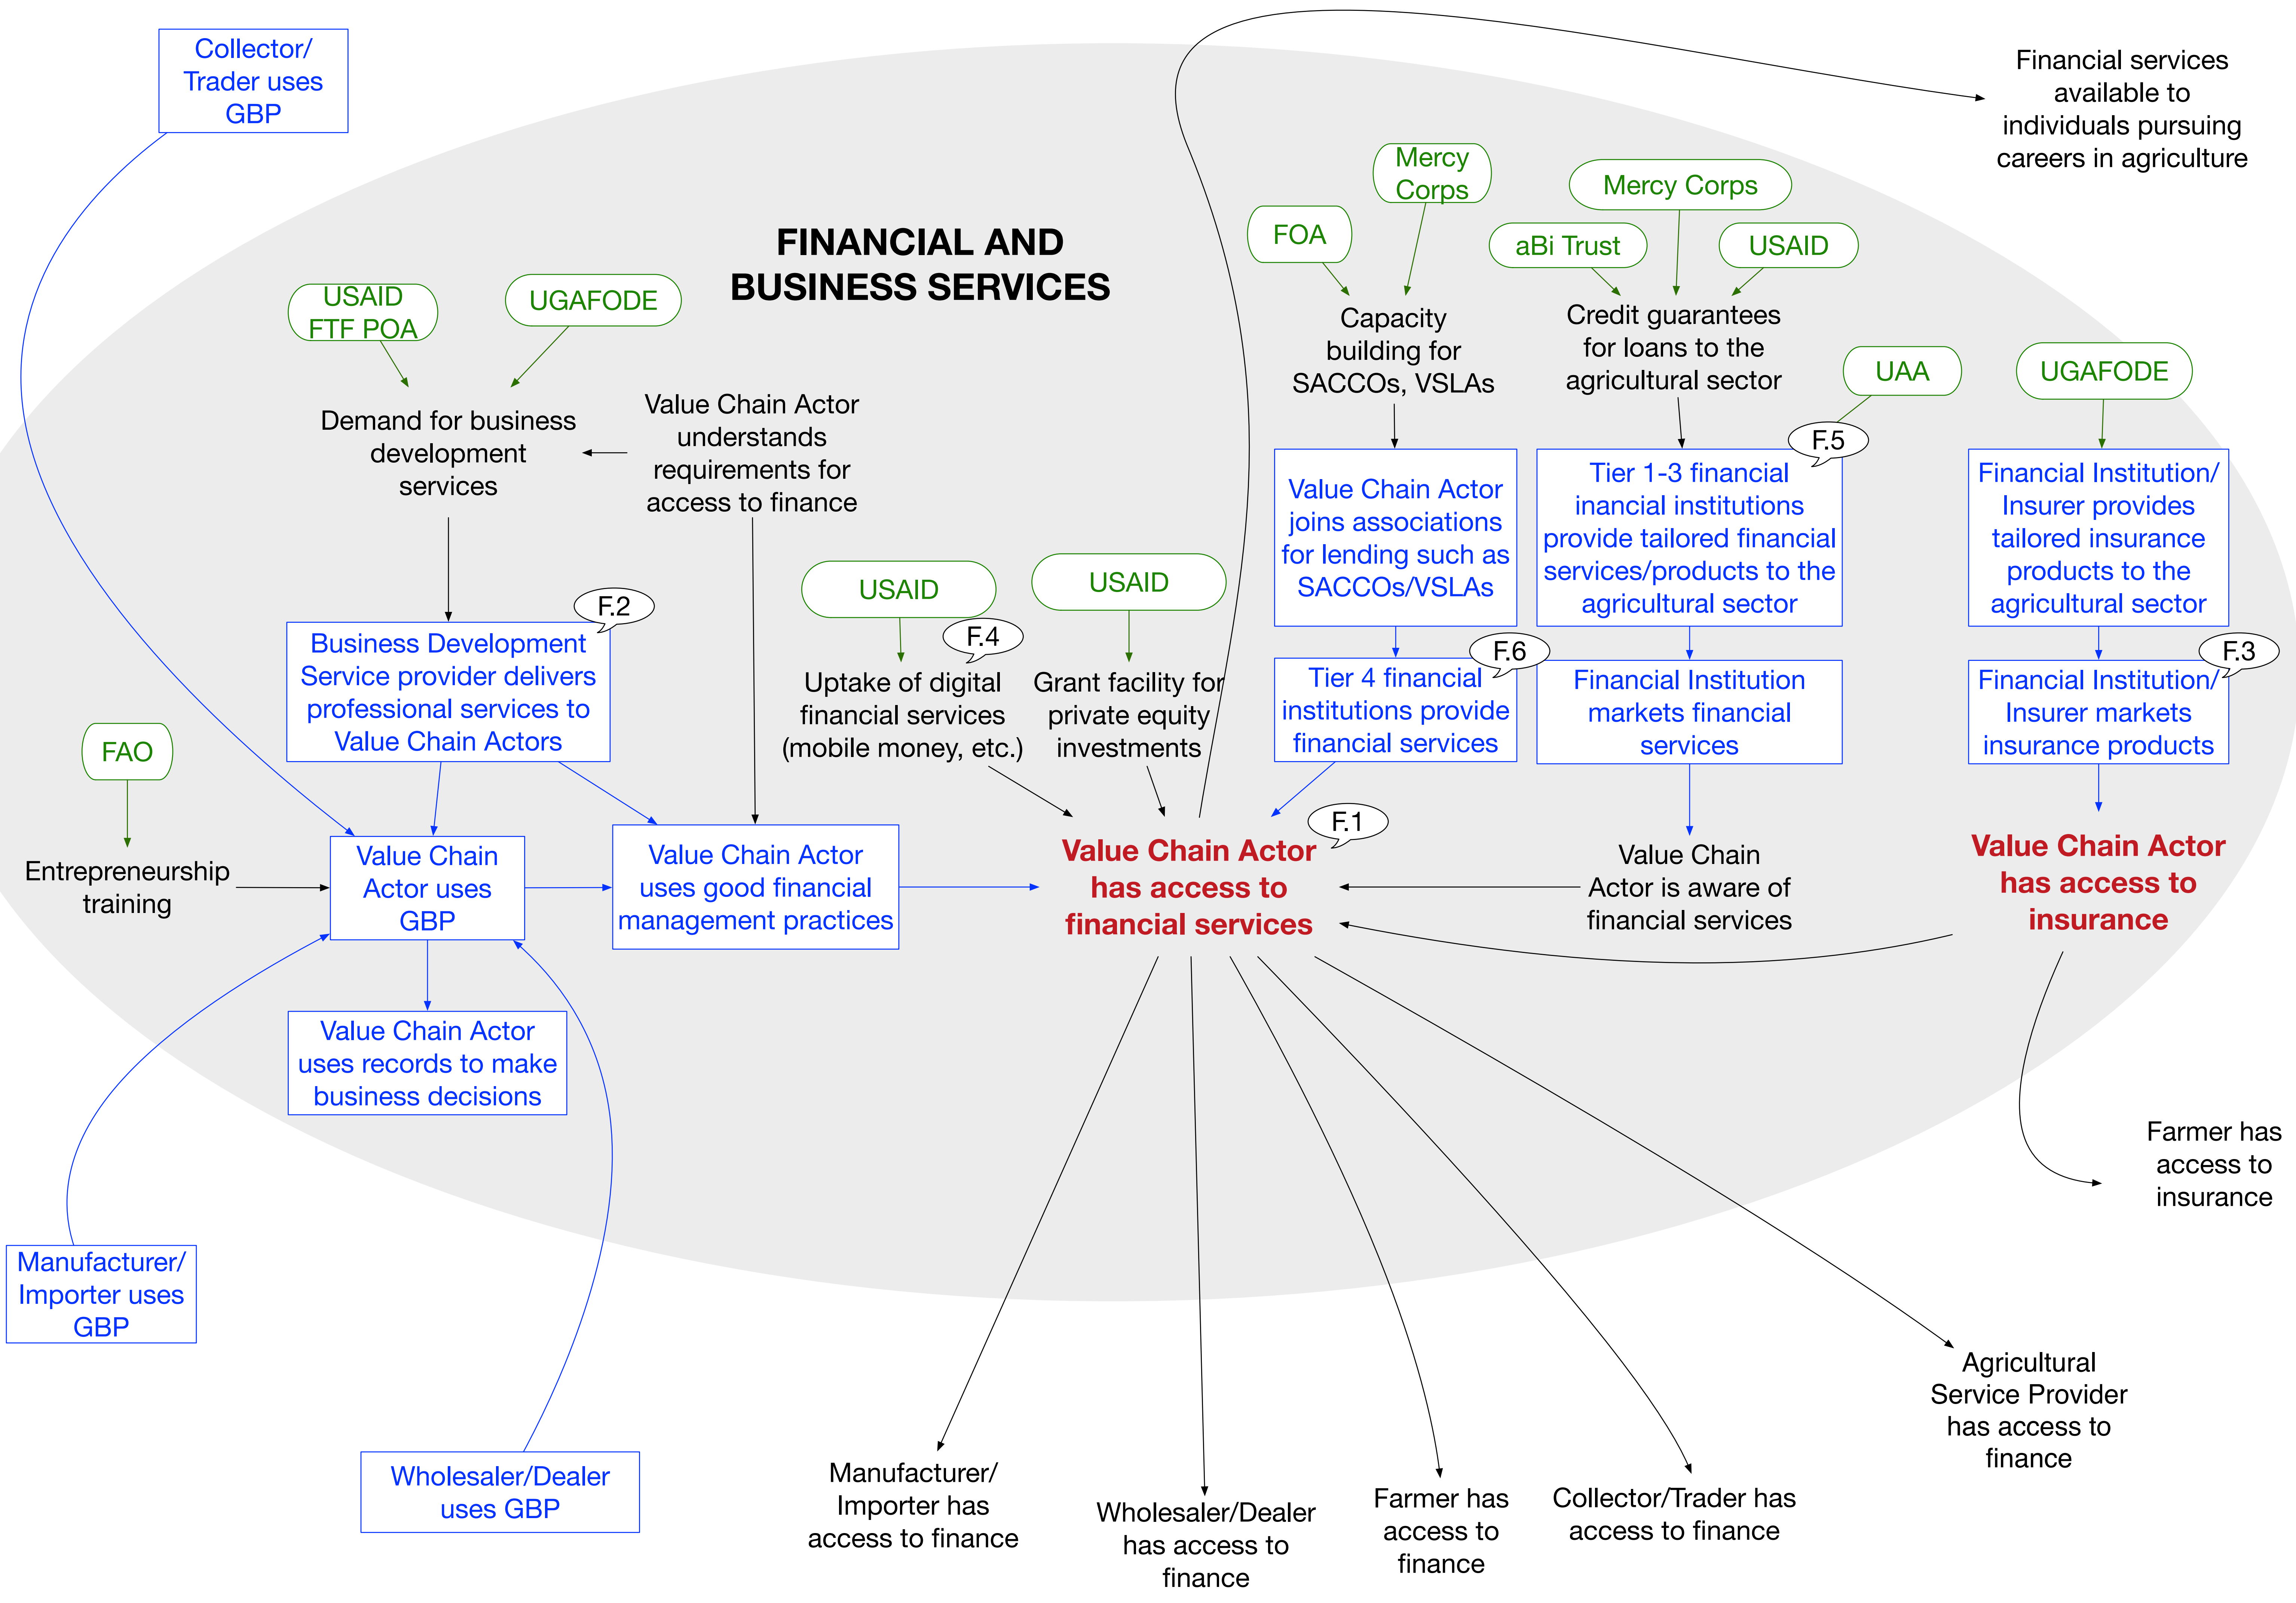 Collector/
Trader uses
GBP
Financial services
available to
individuals pursuing
careers in agriculture
FINANCIAL AND
BUSINESS SERVICES
Mercy
Corps
FOA
Mercy Corps
aBi Trust
USAID
USAID
FTF POA
UGAFODE
Capacity
building for
SACCOs, VSLAs
Credit guarantees
for loans to the
agricultural sector
UAA
UGAFODE
Demand for business
development
services
Value Chain Actor
understands
requirements for
access to finance
F.5
Value Chain Actor
joins associations
for lending such as
SACCOs/VSLAs
Tier 1-3 financial
inancial institutions
provide tailored financial
services/products to the
agricultural sector
Financial Institution/
Insurer provides
tailored insurance
products to the
agricultural sector
USAID
USAID
F.2
F.4
F.6
F.3
Business Development
Service provider delivers
professional services to
Value Chain Actors
Uptake of digital
financial services
(mobile money, etc.)
Grant facility for
private equity
investments
Tier 4 financial
institutions provide
financial services
Financial Institution
markets financial
services
Financial Institution/
Insurer markets
insurance products
FAO
F.1
Entrepreneurship
training
Value Chain
Actor uses
GBP
Value Chain Actor
uses good financial
management practices
Value Chain Actor
has access to
financial services
Value Chain
Actor is aware of
financial services
Value Chain Actor
has access to
insurance
Value Chain Actor
uses records to make
business decisions
Farmer has
access to
insurance
Manufacturer/
Importer uses
GBP
Wholesaler/Dealer
uses GBP
Manufacturer/
Importer has
access to finance
Wholesaler/Dealer
has access to
finance
Farmer has
access to
finance
Collector/Trader has
access to finance
Agricultural
Service Provider
has access to
finance